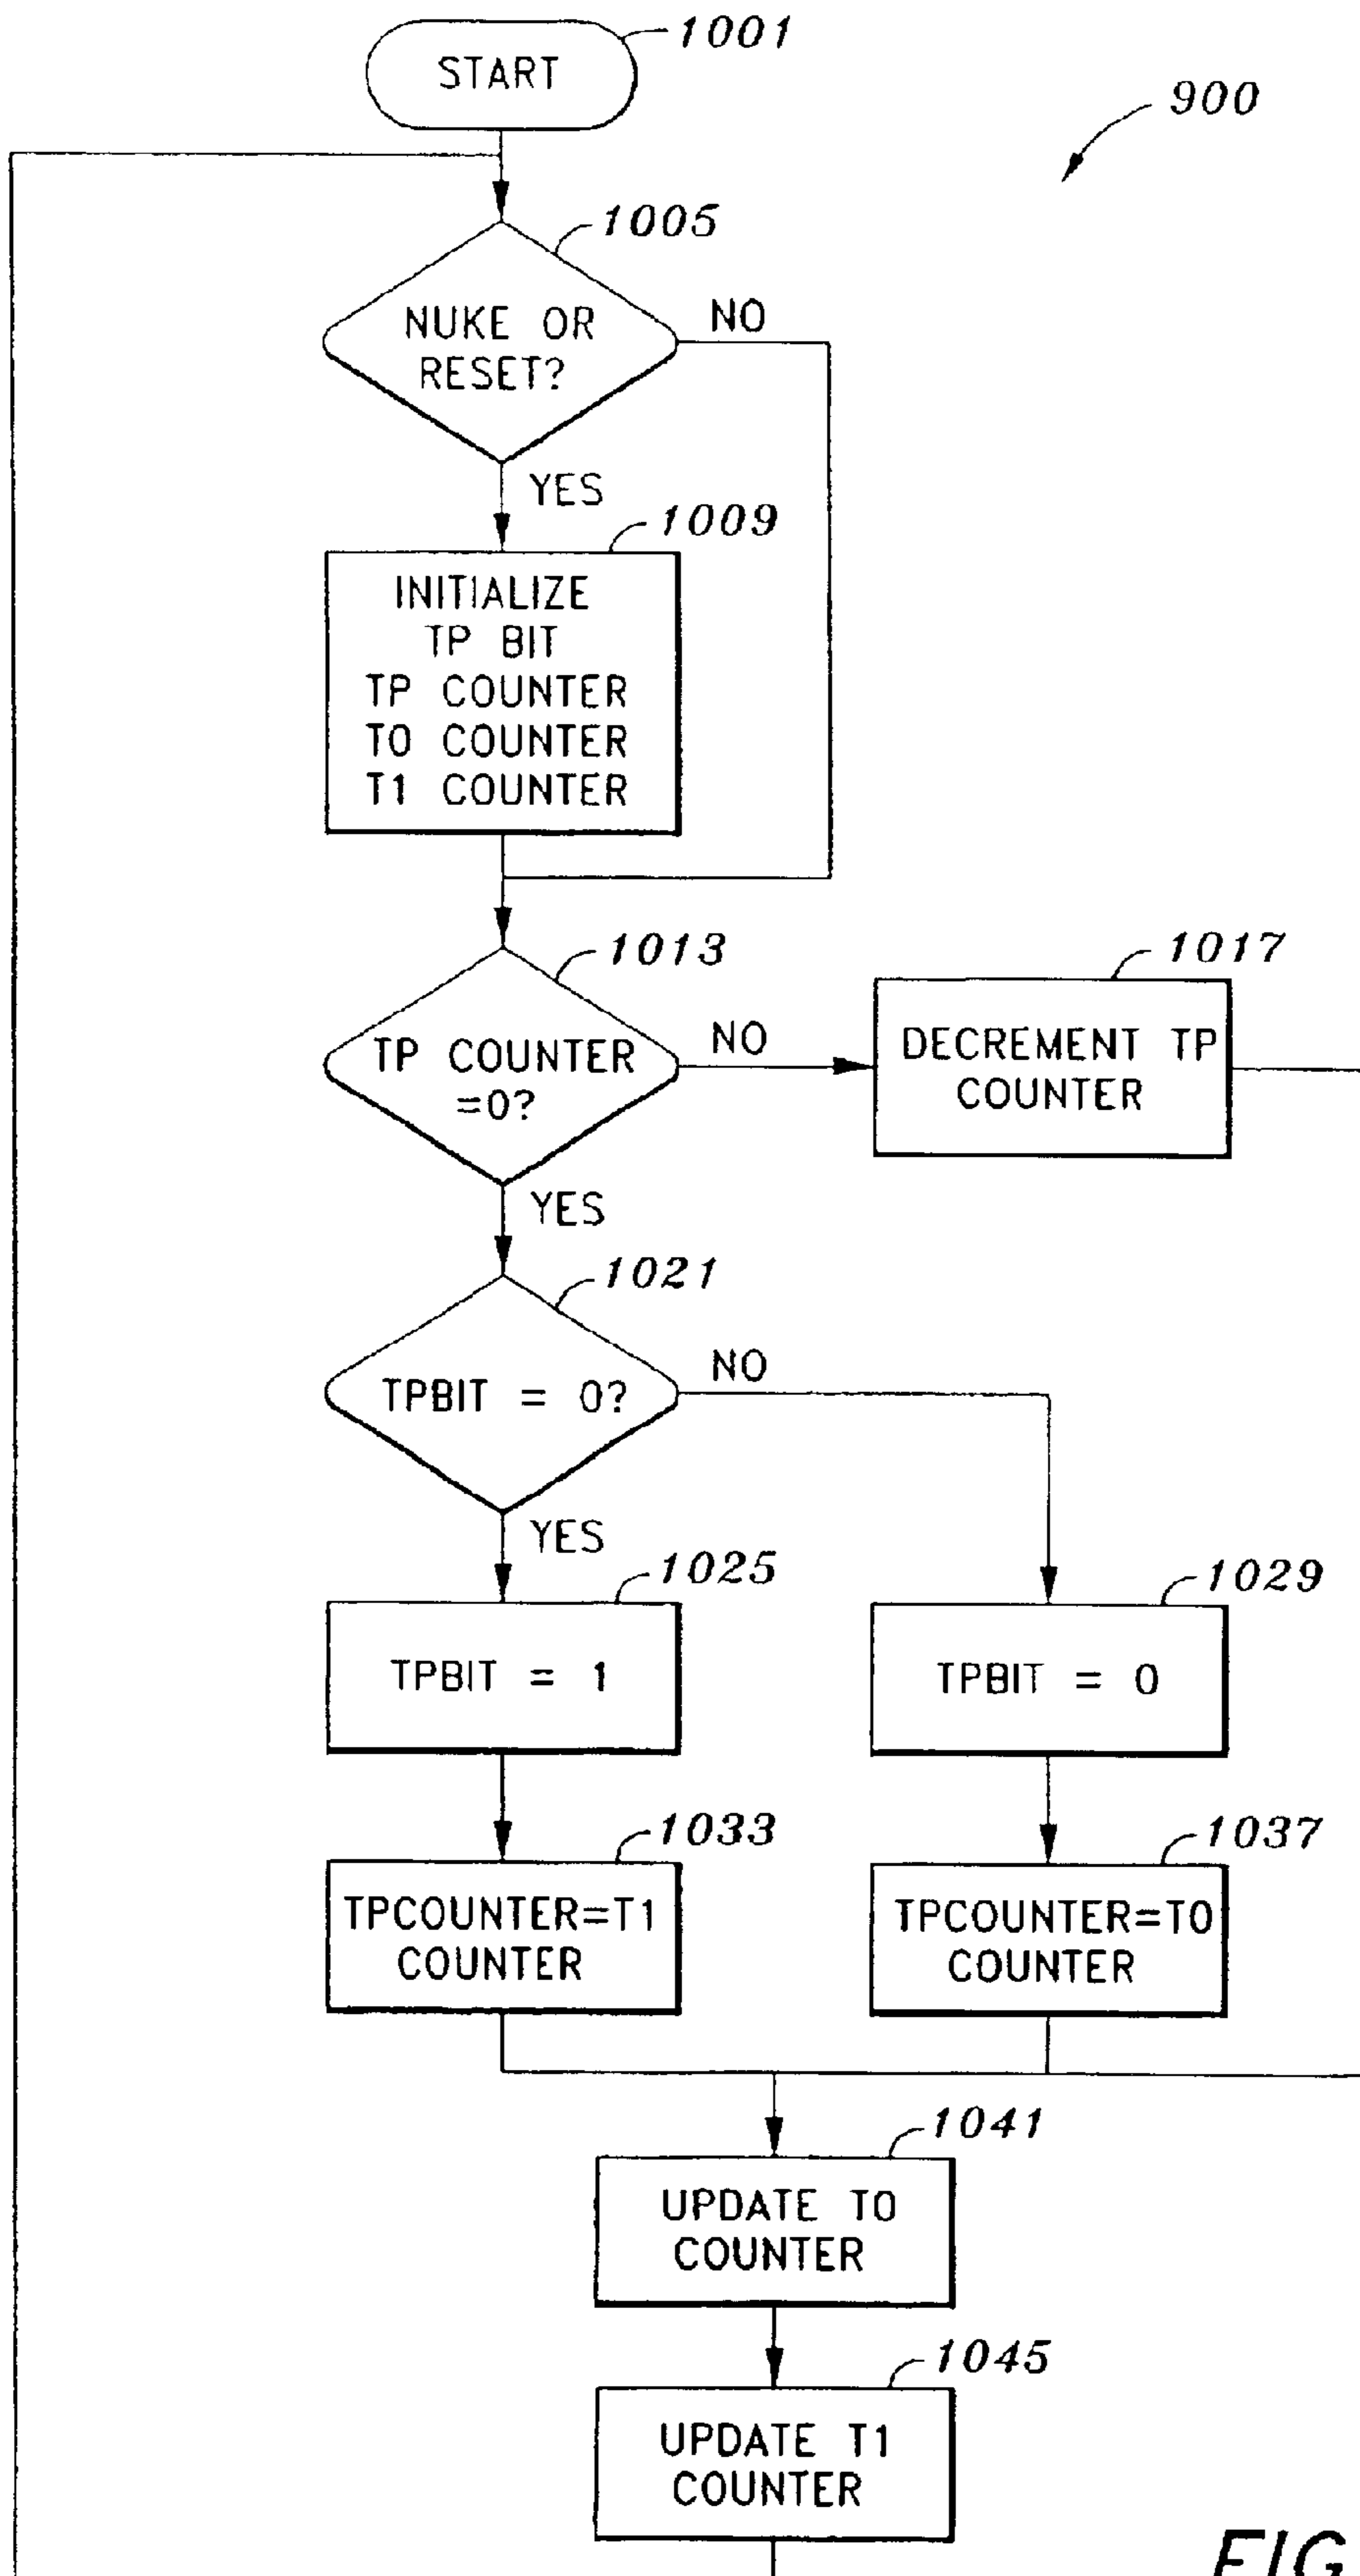 START
1001
900
1005
NUKE OR
RESET?
NO
YES
1009
INITIALIZE
TP BIT
TP COUNTER
T0 COUNTER
T1 COUNTER
1013
TP COUNTER
=0?
NO
1017
DECREMENT TP
COUNTER
YES
1021
TPBIT = 0?
NO
YES
1025
TPBIT = 1
1029
TPBIT = 0
1033
TPCOUNTER=T1
COUNTER
1037
TPCOUNTER=T0
COUNTER
1041
UPDATE T0
COUNTER
1045
UPDATE T1
COUNTER
FIG